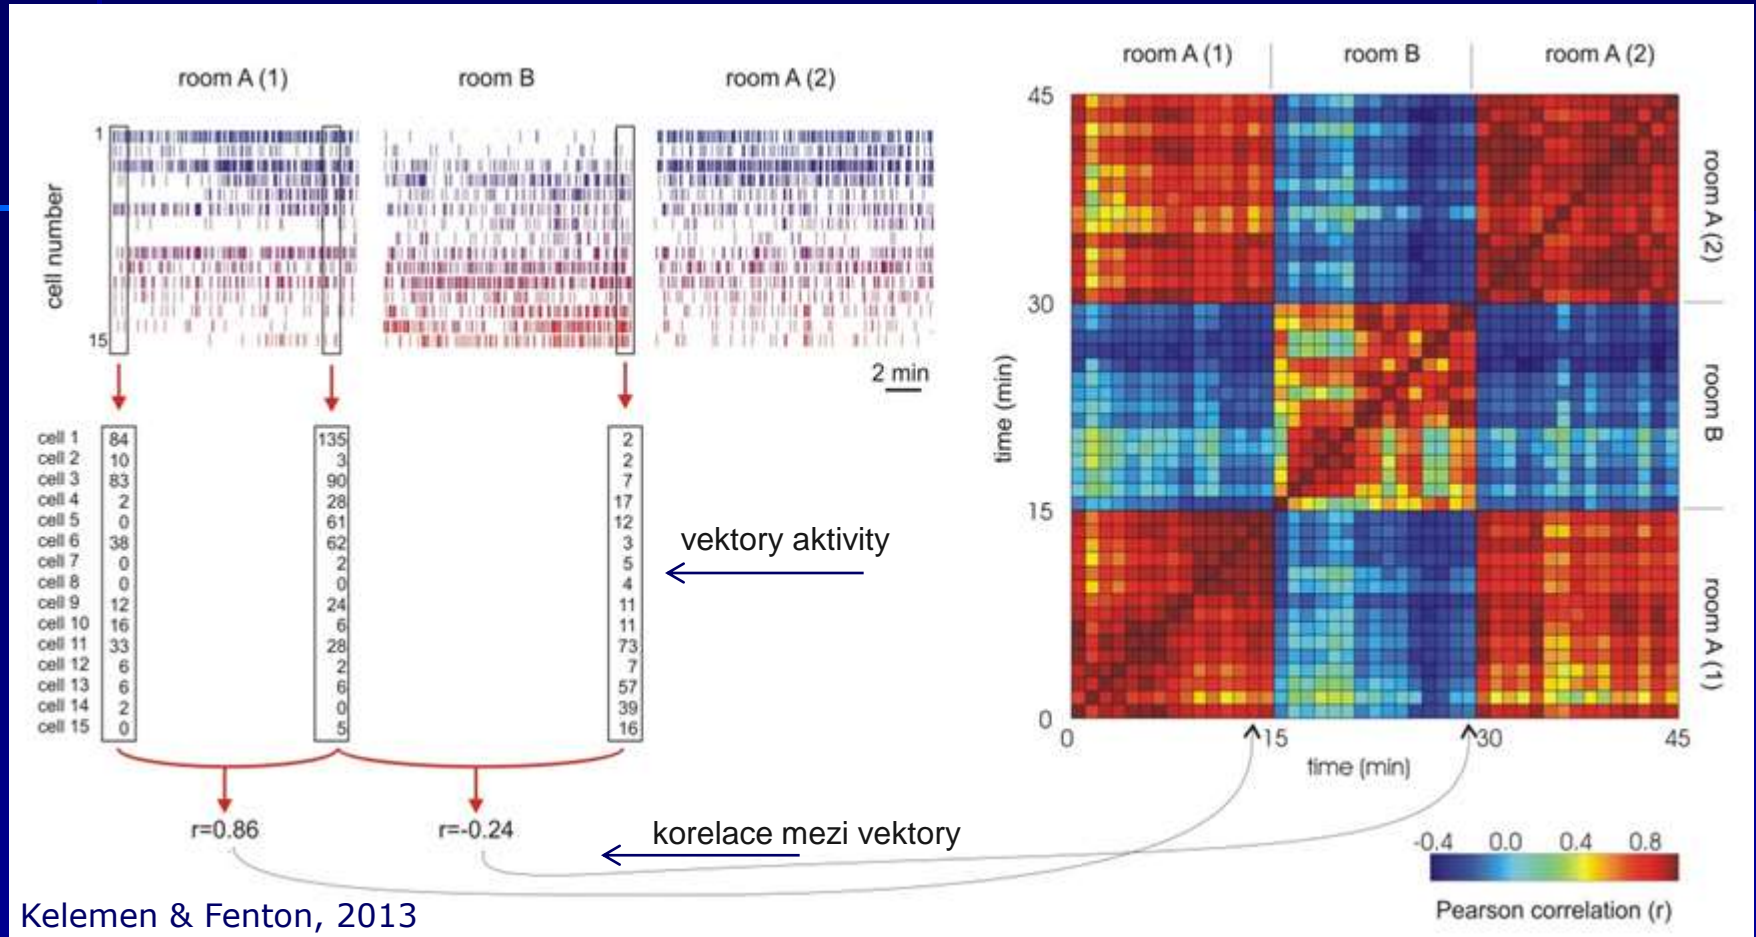 room A (1) room B room A (2)
cell number
1
15
2 min
cell 1 84 135 2
cell 2 10 3 2
cell 3 83 90 7
cell 4 2 28 17
cell 5 0 61 12
cell 6 38 62 3
cell 7 0 2 5
cell 8 0 0 4
cell 9 12 24 11
cell 10 16 6 11
cell 11 33 28 73
cell 12 6 2 7
cell 13 6 6 57
cell 14 2 0 39
cell 15 0 5 16
vektory aktivity
r=0.86 r=-0.24
korelace mezi vektory
Kelemen & Fenton, 2013
room A (1) room B room A (2)
45
30
15
0
time (min)
room A (2)
room B
room A (1)
0 15 30 45
time (min)
-0.4 0.0 0.4 0.8
Pearson correlation (r)